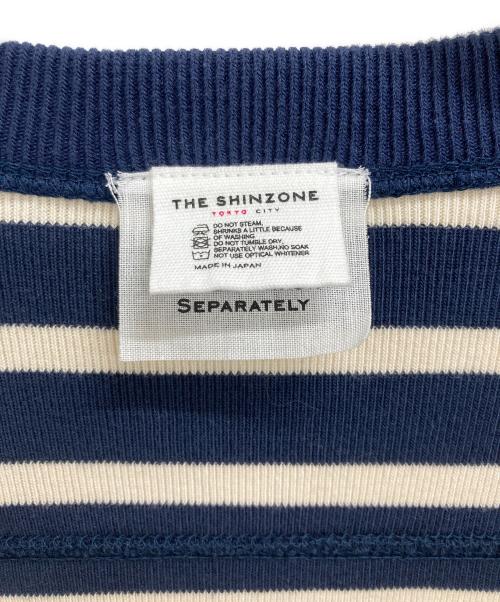 THE SHINZONE
TOKYO CITY
DO NOT STEAM,
SHRINKS A LITTLE BECAUSE
OF WASHING
DO NOT TUMBLE DRY,
SEPARATELY WASH,NO SOAK
NOT USE OPTICAL WHITENER
MADE IN JAPAN
SEPARATELY